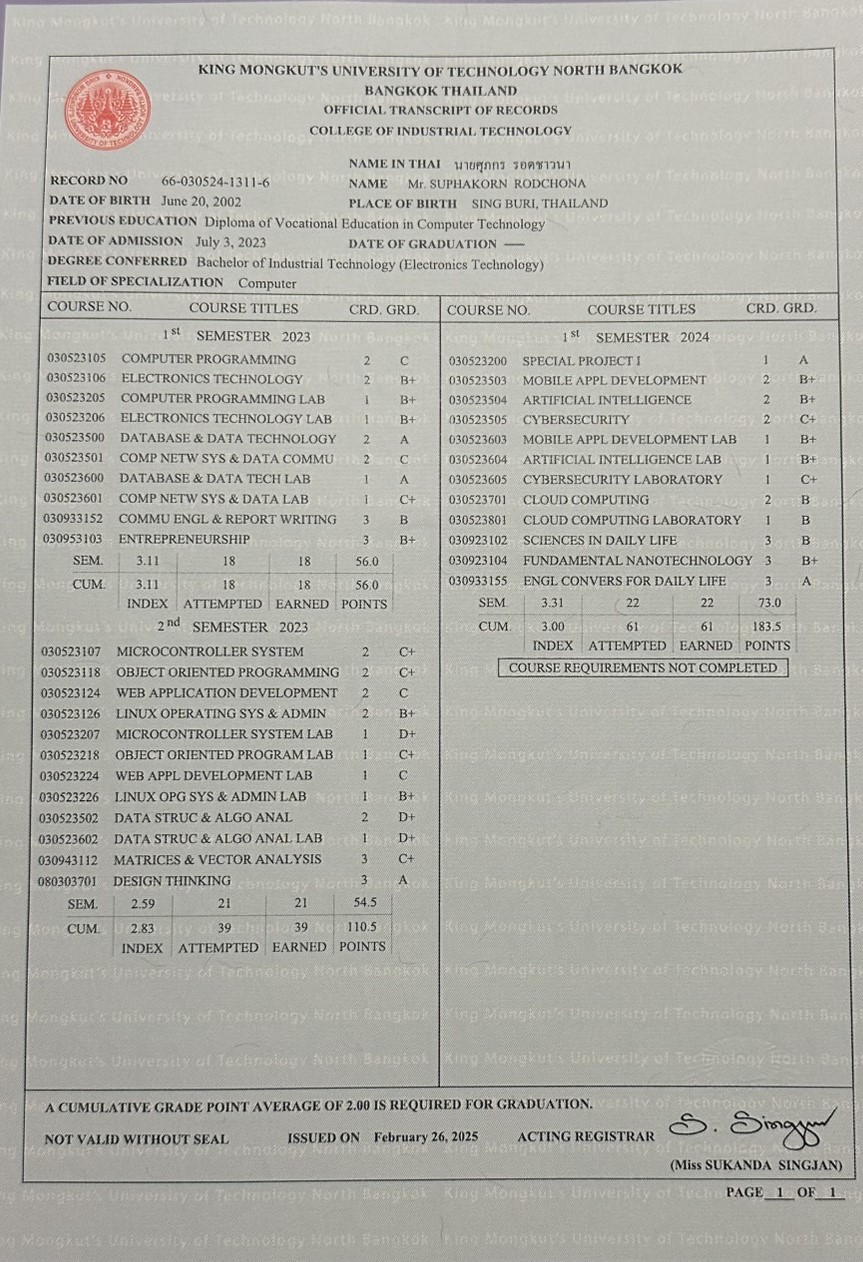 KING MONGKUT'S UNIVERSITY OF TECHNOLOGY NORTH BANGKOK
BANGKOK THAILAND
OFFICIAL TRANSCRIPT OF RECORDS
COLLEGE OF INDUSTRIAL TECHNOLOGY
NAME IN THAI นายศุภกร รอดชาวนา
RECORD NO 66-030524-1311-6 NAME Mr. SUPHAKORN RODCHONA
DATE OF BIRTH June 20, 2002 PLACE OF BIRTH SING BURI, THAILAND
PREVIOUS EDUCATION Diploma of Vocational Education in Computer Technology
DATE OF ADMISSION July 3, 2023 DATE OF GRADUATION —
DEGREE CONFERRED Bachelor of Industrial Technology (Electronics Technology)
FIELD OF SPECIALIZATION Computer
COURSE NO. COURSE TITLES CRD. GRD.
1st SEMESTER 2023
030523105 COMPUTER PROGRAMMING 2 C
030523106 ELECTRONICS TECHNOLOGY 2 B+
030523205 COMPUTER PROGRAMMING LAB 1 B+
030523206 ELECTRONICS TECHNOLOGY LAB 1 B+
030523500 DATABASE & DATA TECHNOLOGY 2 A
030523501 COMP NETW SYS & DATA COMMU 2 C
030523600 DATABASE & DATA TECH LAB 1 A
030523601 COMP NETW SYS & DATA LAB 1 C+
030933152 COMMU ENGL & REPORT WRITING 3 B
030953103 ENTREPRENEURSHIP 3 B+
SEM. 3.11 18 18 56.0
CUM. 3.11 18 18 56.0
INDEX ATTEMPTED EARNED POINTS
2nd SEMESTER 2023
030523107 MICROCONTROLLER SYSTEM 2 C+
030523118 OBJECT ORIENTED PROGRAMMING 2 C+
030523124 WEB APPLICATION DEVELOPMENT 2 C
030523126 LINUX OPERATING SYS & ADMIN 2 B+
030523207 MICROCONTROLLER SYSTEM LAB 1 D+
030523218 OBJECT ORIENTED PROGRAM LAB 1 C+
030523224 WEB APPL DEVELOPMENT LAB 1 C
030523226 LINUX OPG SYS & ADMIN LAB 1 B+
030523502 DATA STRUC & ALGO ANAL 2 D+
030523602 DATA STRUC & ALGO ANAL LAB 1 D+
030943112 MATRICES & VECTOR ANALYSIS 3 C+
080303701 DESIGN THINKING 3 A
SEM. 2.59 21 21 54.5
CUM. 2.83 39 39 110.5
INDEX ATTEMPTED EARNED POINTS
COURSE NO. COURSE TITLES CRD. GRD.
1st SEMESTER 2024
030523200 SPECIAL PROJECT I 1 A
030523503 MOBILE APPL DEVELOPMENT 2 B+
030523504 ARTIFICIAL INTELLIGENCE 2 B+
030523505 CYBERSECURITY 2 C+
030523603 MOBILE APPL DEVELOPMENT LAB 1 B+
030523604 ARTIFICIAL INTELLIGENCE LAB 1 B+
030523605 CYBERSECURITY LABORATORY 1 C+
030523701 CLOUD COMPUTING 2 B
030523801 CLOUD COMPUTING LABORATORY 1 B
030923102 SCIENCES IN DAILY LIFE 3 B
030923104 FUNDAMENTAL NANOTECHNOLOGY 3 B+
030933155 ENGL CONVERS FOR DAILY LIFE 3 A
SEM. 3.31 22 22 73.0
CUM. 3.00 61 61 183.5
INDEX ATTEMPTED EARNED POINTS
COURSE REQUIREMENTS NOT COMPLETED
A CUMULATIVE GRADE POINT AVERAGE OF 2.00 IS REQUIRED FOR GRADUATION.
NOT VALID WITHOUT SEAL ISSUED ON February 26, 2025 ACTING REGISTRAR S. Singjan
(Miss SUKANDA SINGJAN)
PAGE 1 OF 1